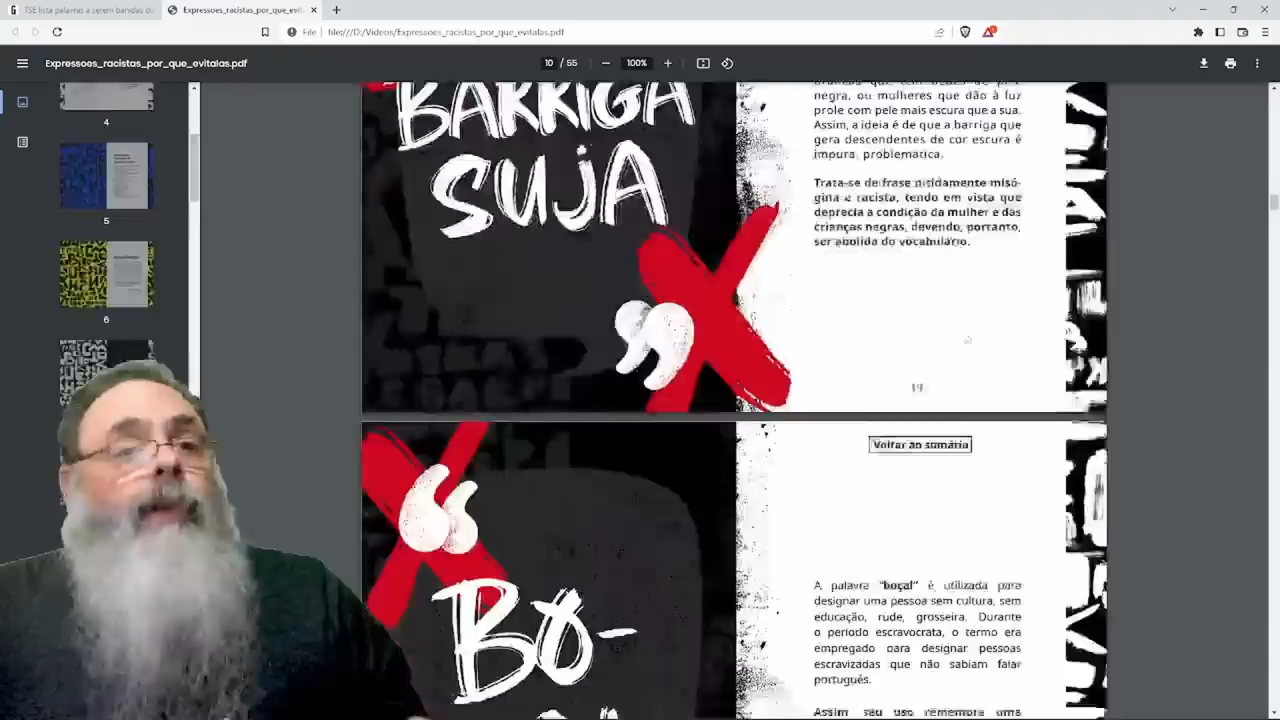 TSE lista palavras a serem banidas do
Expressoes_racistas_por_que_evit
File
file:///D:/Videos/Expressoes_racistas_por_que_evitalas.pdf
Expressoes_racistas_por_que_evitalas.pdf
10 / 55
100%
4
5
6
BARRIGA
SUJA
negra, ou mulheres que dão à luz
prole com pele mais escura que a sua.
Assim, a ideia é de que a barriga que
gera descendentes de cor escura é
impura, problemática.
Trata-se de frase nitidamente misó-
gina e racista, tendo em vista que
deprecia a condição da mulher e das
crianças negras, devendo, portanto,
ser abolida do vocabulário.
19
Voltar ao sumário
BO-
A palavra "boçal" é utilizada para
designar uma pessoa sem cultura, sem
educação, rude, grosseira. Durante
o período escravocrata, o termo era
empregado para designar pessoas
escravizadas que não sabiam falar
português.
Assim seu uso rememora uma